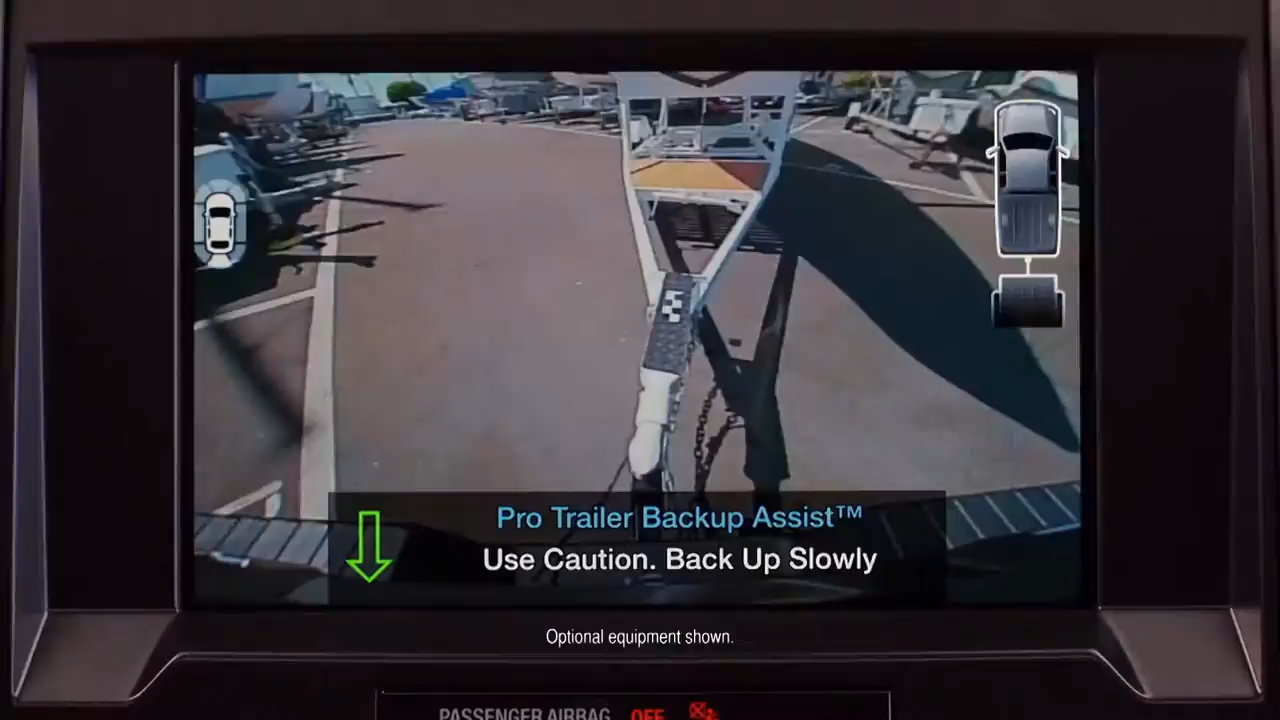 Pro Trailer Backup Assist™
Use Caution. Back Up Slowly
Optional equipment shown.
PASSENGER AIRBAG OFF